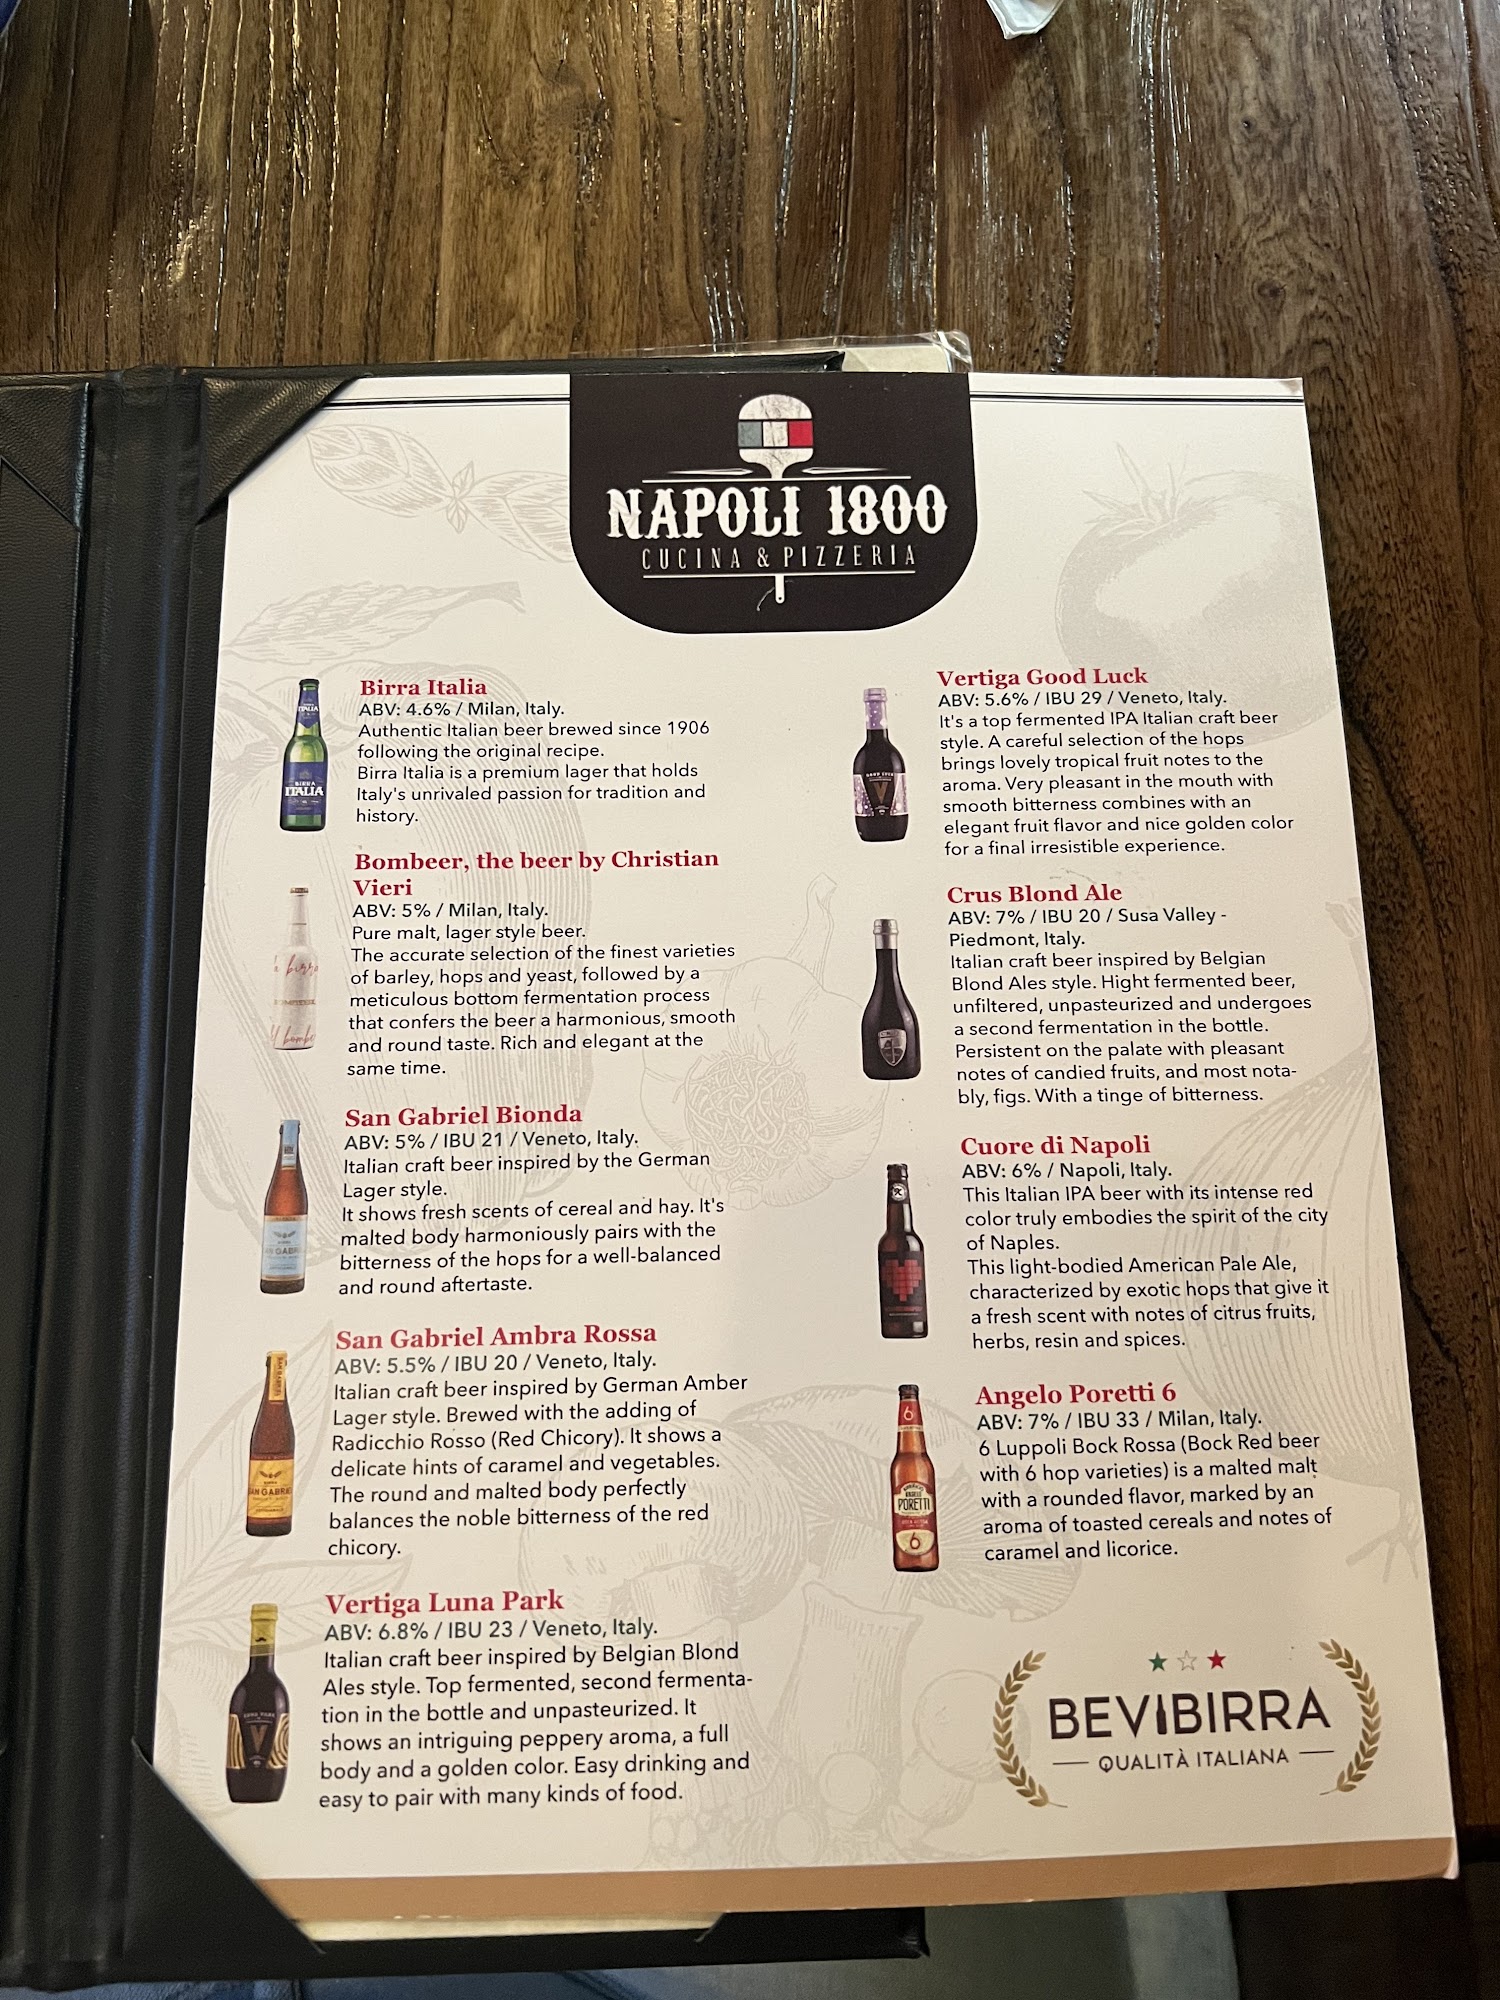 NAPOLI 1800
CUCINA & PIZZERIA
Birra Italia
ABV: 4.6% / Milan, Italy.
Authentic Italian beer brewed since 1906
following the original recipe.
Birra Italia is a premium lager that holds
Italy's unrivaled passion for tradition and
history.
Bombeer, the beer by Christian
Vieri
ABV: 5% / Milan, Italy.
Pure malt, lager style beer.
The accurate selection of the finest varieties
of barley, hops and yeast, followed by a
meticulous bottom fermentation process
that confers the beer a harmonious, smooth
and round taste. Rich and elegant at the
same time.
San Gabriel Bionda
ABV: 5% / IBU 21 / Veneto, Italy.
Italian craft beer inspired by the German
Lager style.
It shows fresh scents of cereal and hay. It's
malted body harmoniously pairs with the
bitterness of the hops for a well-balanced
and round aftertaste.
San Gabriel Ambra Rossa
ABV: 5.5% / IBU 20 / Veneto, Italy.
Italian craft beer inspired by German Amber
Lager style. Brewed with the adding of
Radicchio Rosso (Red Chicory). It shows a
delicate hints of caramel and vegetables.
The round and malted body perfectly
balances the noble bitterness of the red
chicory.
Vertiga Luna Park
ABV: 6.8% / IBU 23 / Veneto, Italy.
Italian craft beer inspired by Belgian Blond
Ales style. Top fermented, second fermenta-
tion in the bottle and unpasteurized. It
shows an intriguing peppery aroma, a full
body and a golden color. Easy drinking and
easy to pair with many kinds of food.
Vertiga Good Luck
ABV: 5.6% / IBU 29 / Veneto, Italy.
It's a top fermented IPA Italian craft beer
style. A careful selection of the hops
brings lovely tropical fruit notes to the
aroma. Very pleasant in the mouth with
smooth bitterness combines with an
elegant fruit flavor and nice golden color
for a final irresistible experience.
Crus Blond Ale
ABV: 7% / IBU 20 / Susa Valley -
Piedmont, Italy.
Italian craft beer inspired by Belgian
Blond Ales style. Hight fermented beer,
unfiltered, unpasteurized and undergoes
a second fermentation in the bottle.
Persistent on the palate with pleasant
notes of candied fruits, and most nota-
bly, figs. With a tinge of bitterness.
Cuore di Napoli
ABV: 6% / Napoli, Italy.
This Italian IPA beer with its intense red
color truly embodies the spirit of the city
of Naples.
This light-bodied American Pale Ale,
characterized by exotic hops that give it
a fresh scent with notes of citrus fruits,
herbs, resin and spices.
Angelo Poretti 6
ABV: 7% / IBU 33 / Milan, Italy.
6 Luppoli Bock Rossa (Bock Red beer
with 6 hop varieties) is a malted malt
with a rounded flavor, marked by an
aroma of toasted cereals and notes of
caramel and licorice.
BEVIBIRRA
QUALITÀ ITALIANA
ITALIA
BIRRA
ITALIA
SAN GABRIEL
V
V
6
PORETTI
6